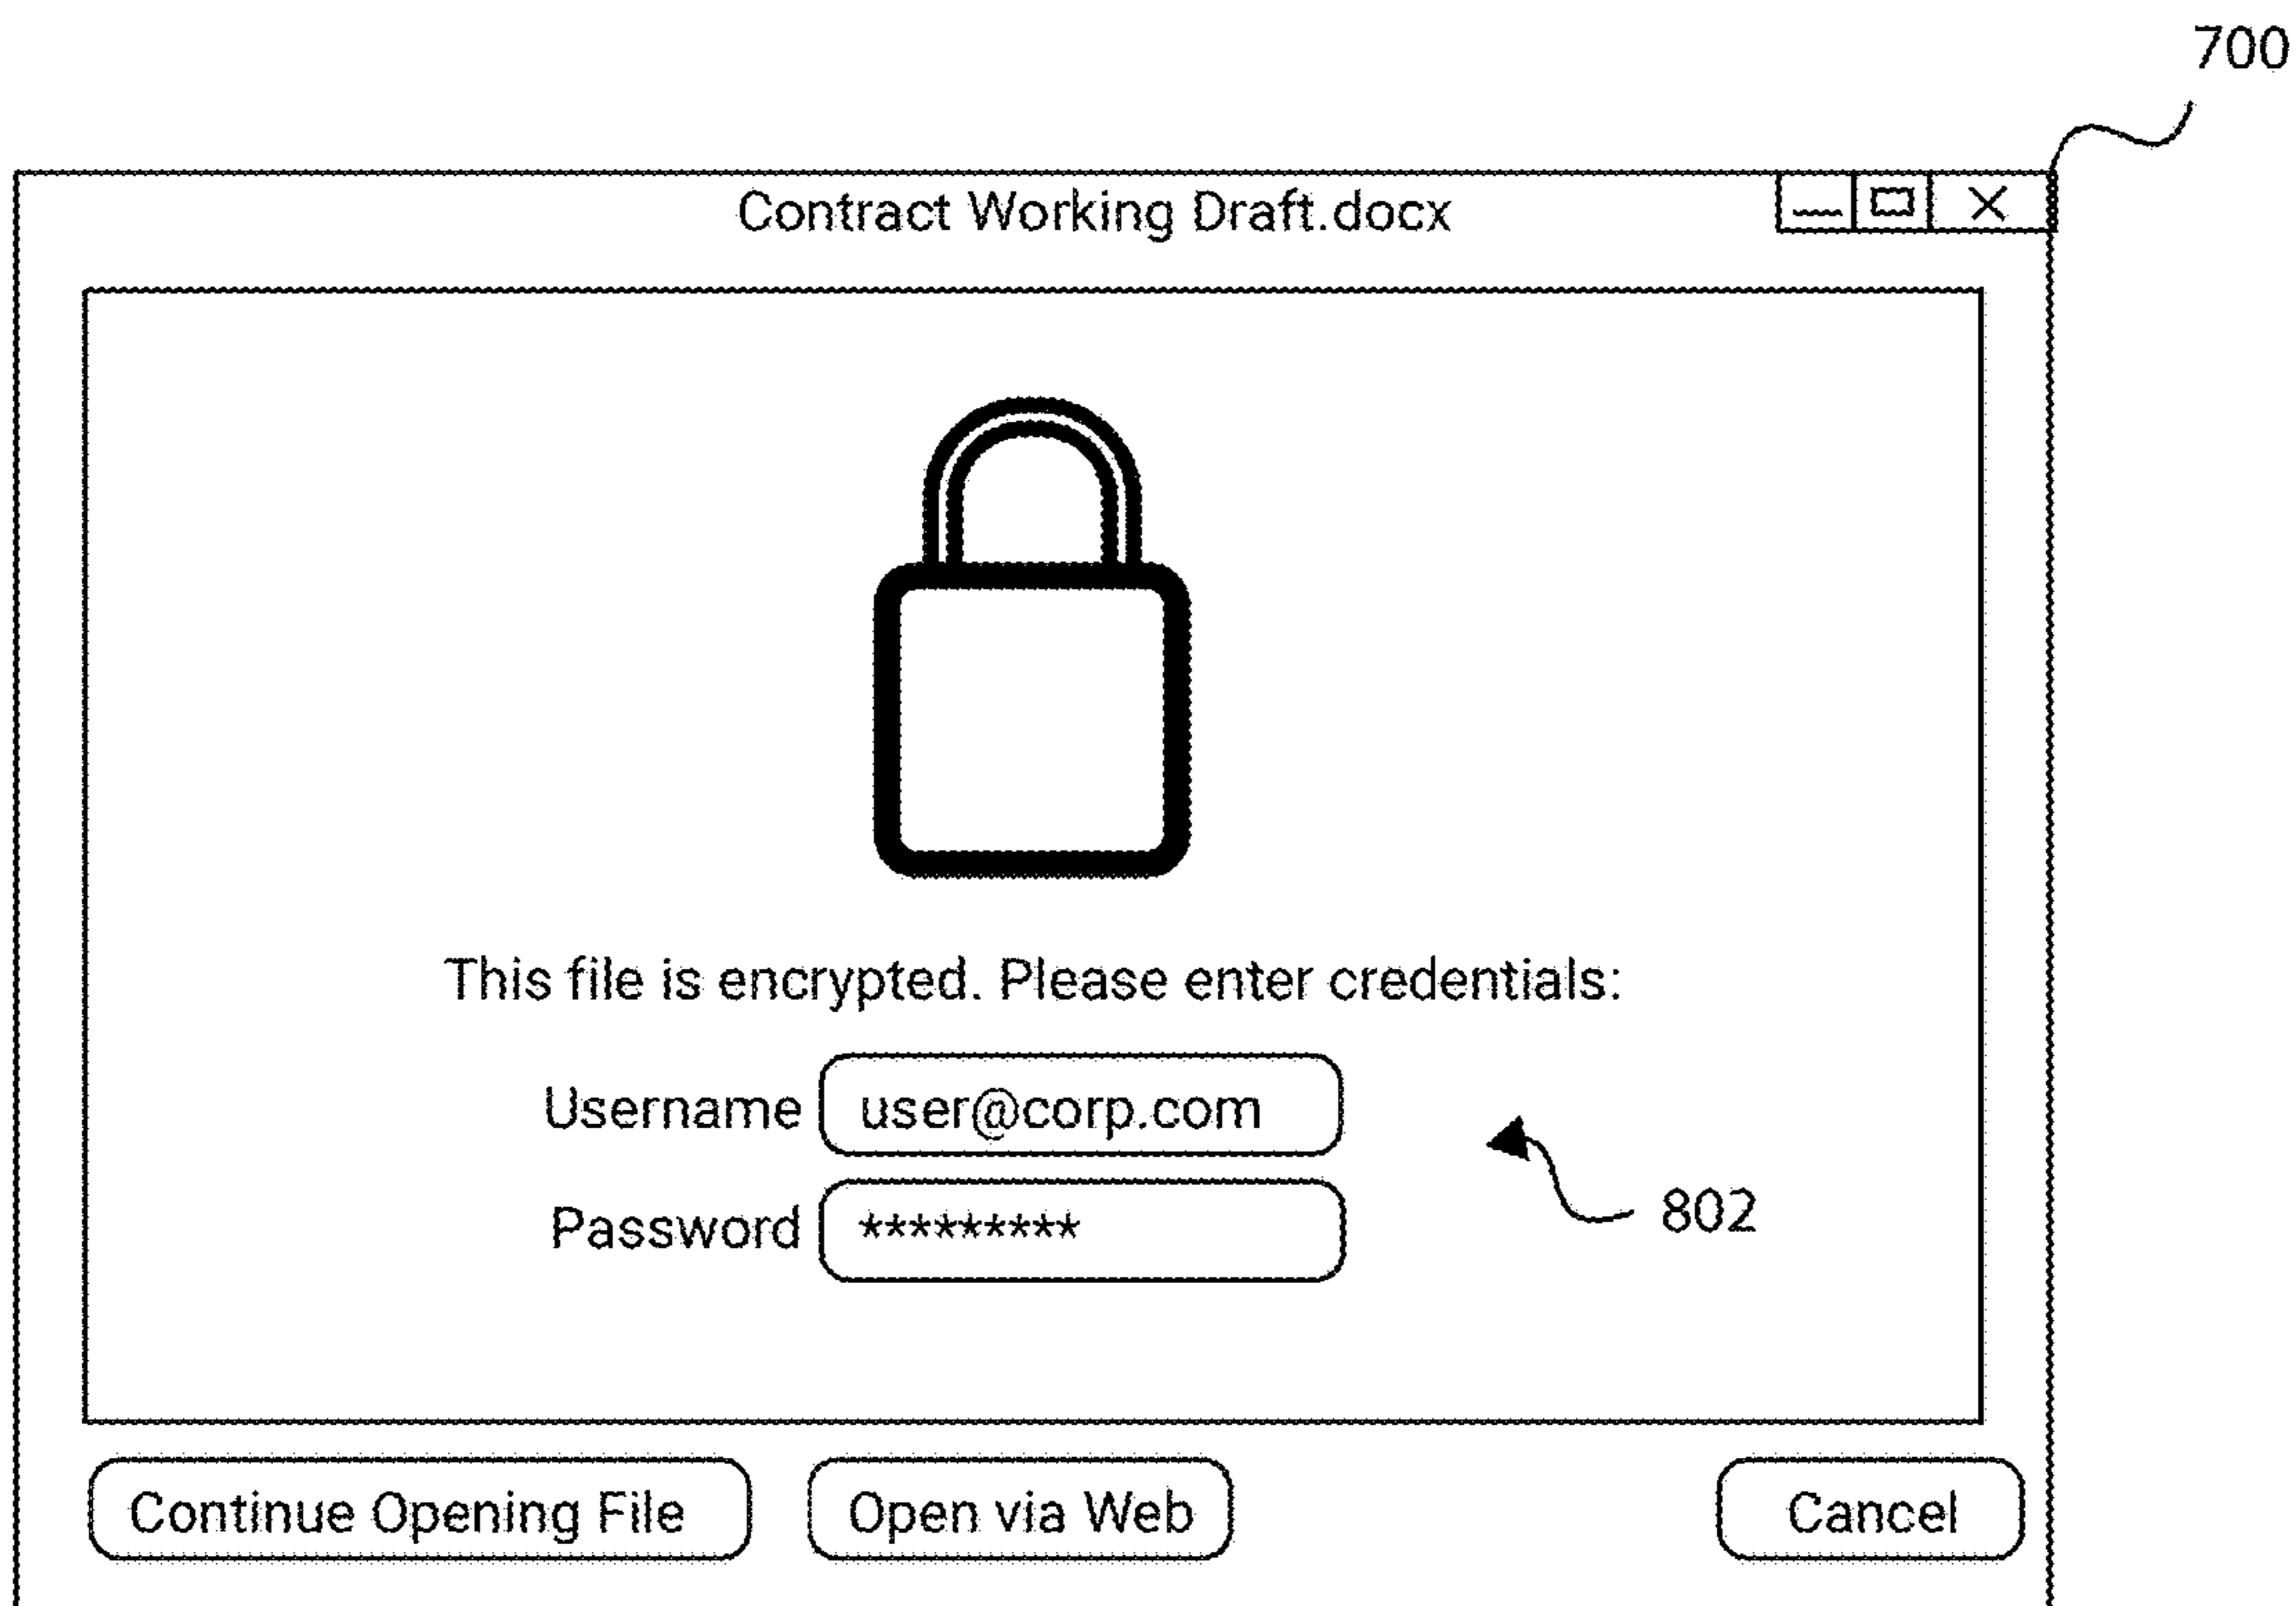 700
Contract Working Draft.docx
This file is encrypted. Please enter credentials:
Username user@corp.com
Password *********
802
Continue Opening File Open via Web Cancel